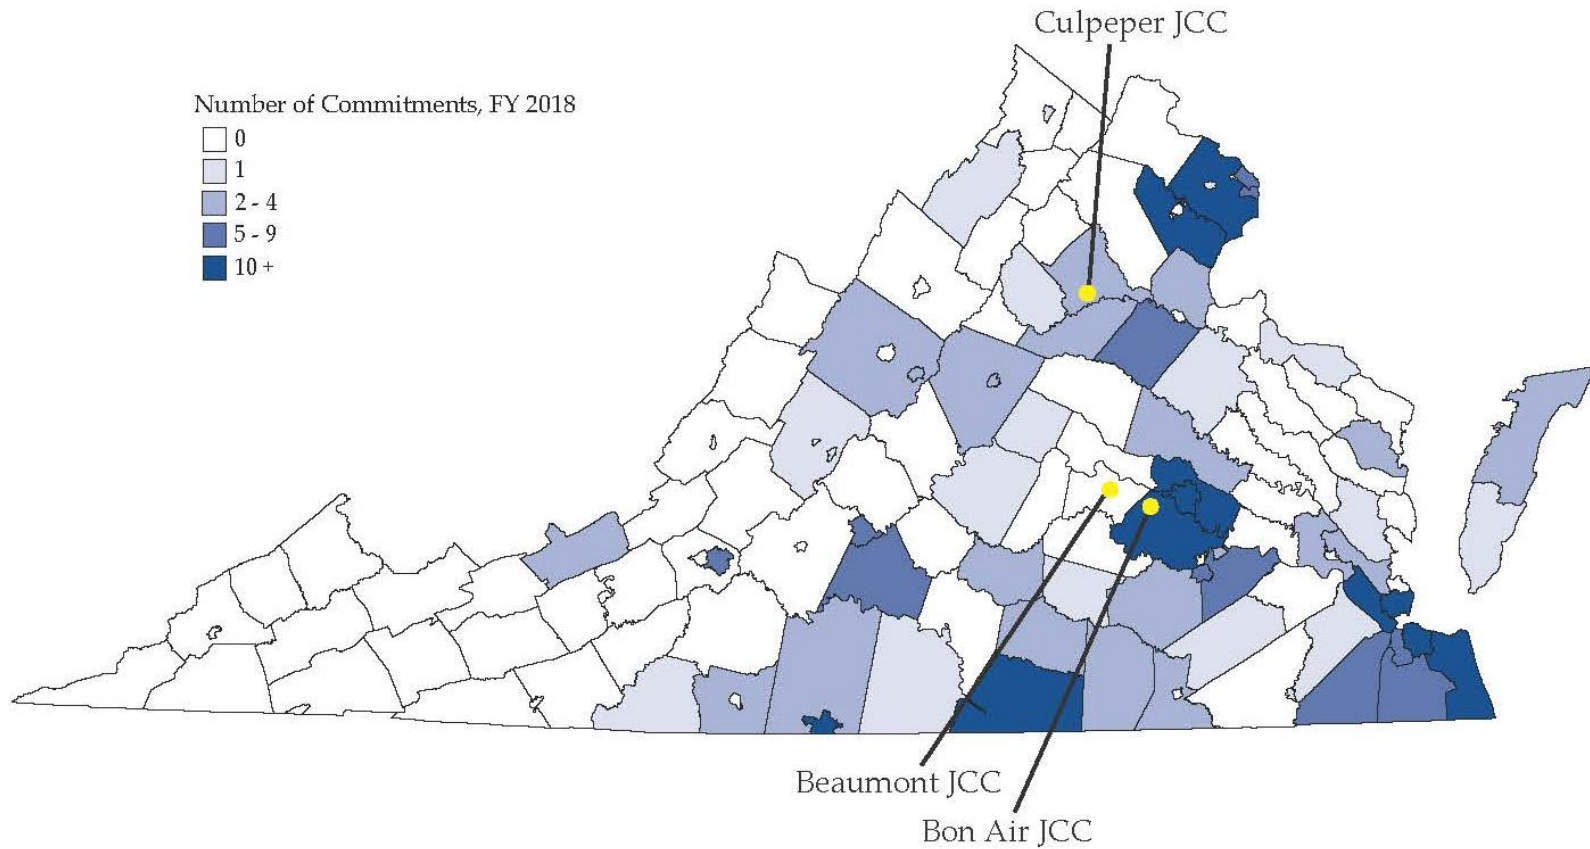 Culpeper JCC
Number of Commitments, FY 2018
0
1
2 - 4
5 - 9
10 +
Beaumont JCC
Bon Air JCC